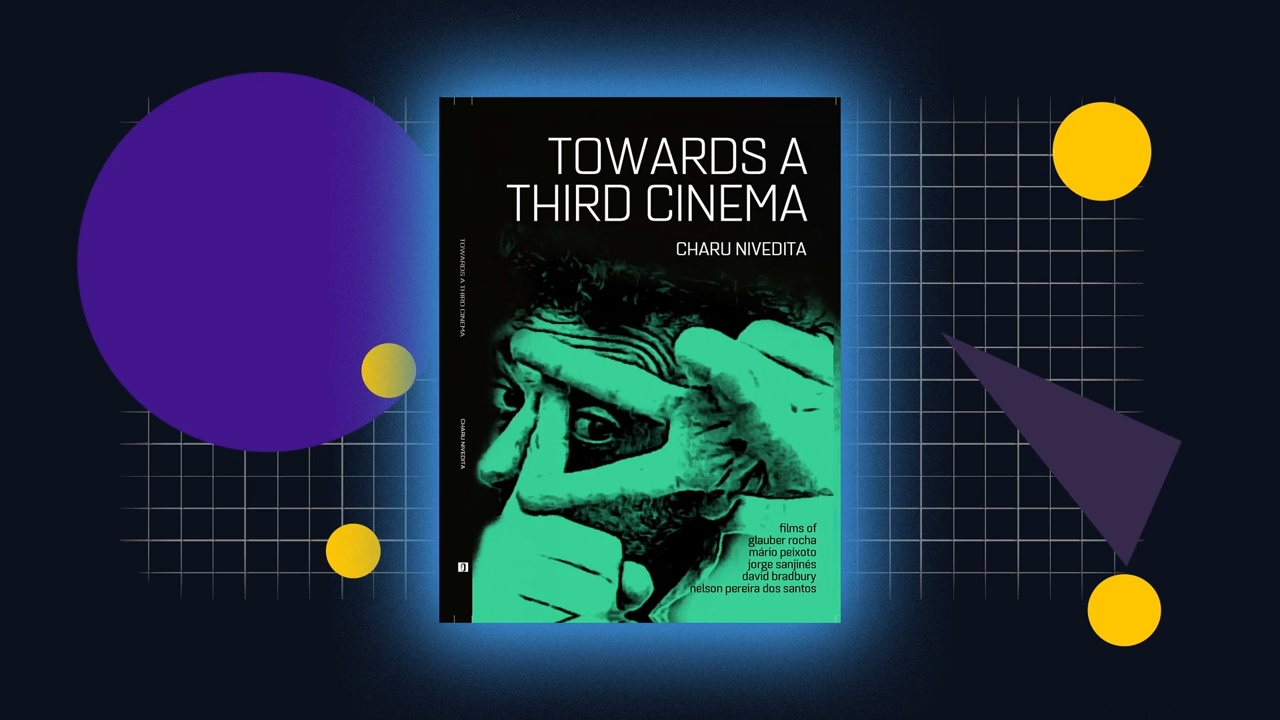 TOWARDS A
THIRD CINEMA
CHARU NIVEDITA
TOWARDS A THIRD CINEMA
CHARU NIVEDITA
films of
glauber rocha
mário peixoto
jorge sanjinés
david bradbury
nelson pereira dos santos